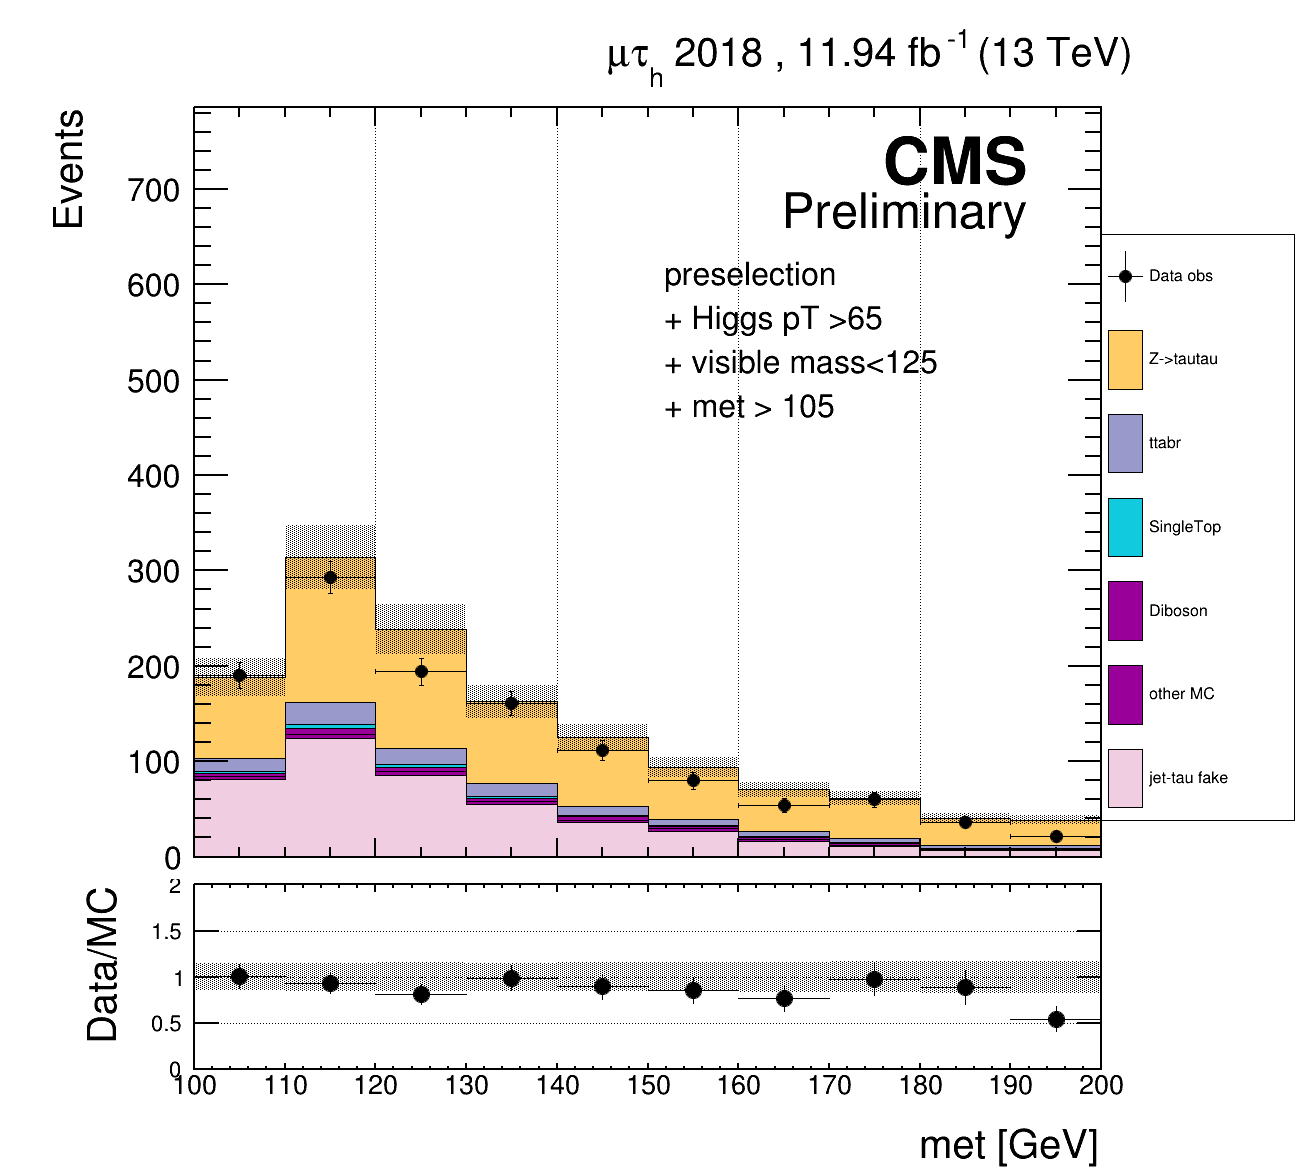 μτh 2018 , 11.94 fb-1 (13 TeV)
Events
CMS
Preliminary
preselection
+ Higgs pT >65
+ visible mass<125
+ met > 105
700
600
500
400
300
200
100
0
Data obs
Z->tautau
ttabr
SingleTop
Diboson
other MC
jet-tau fake
Data/MC
2
1.5
1
0.5
0
100 110 120 130 140 150 160 170 180 190 200
met [GeV]